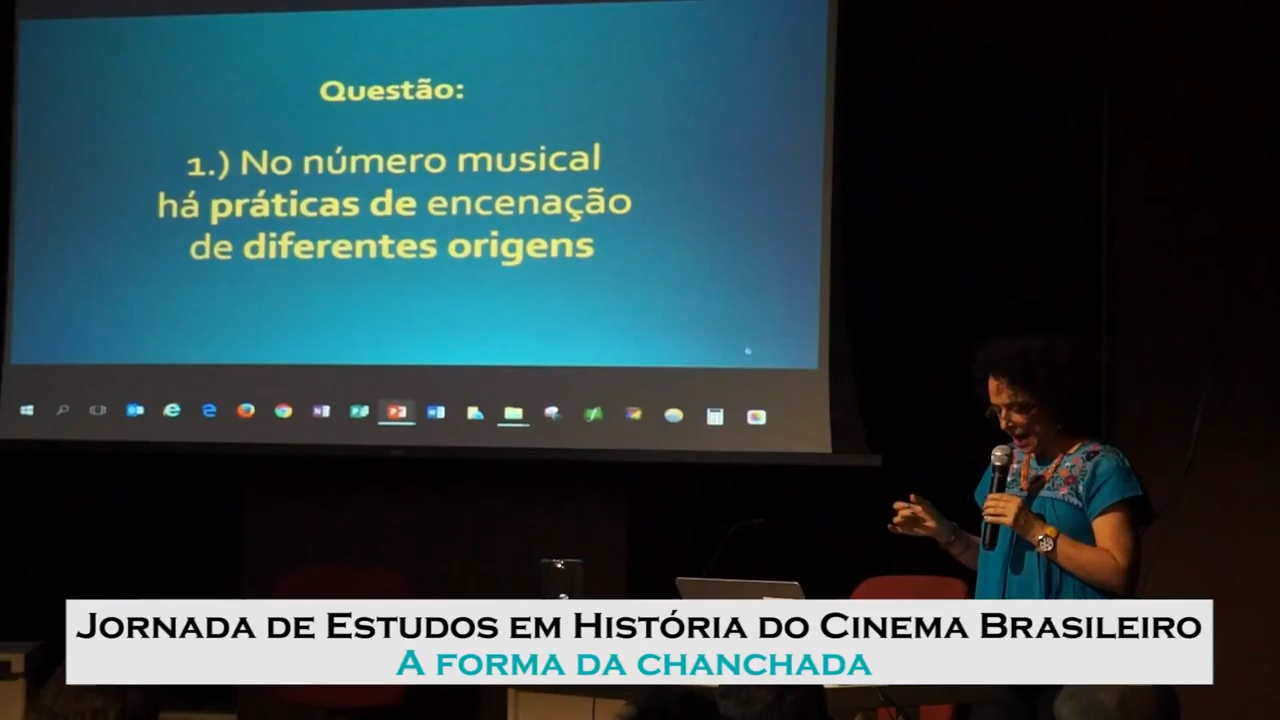 Questão:
1.) No número musical
há práticas de encenação
de diferentes origens
6
JORNADA DE ESTUDOS EM HISTÓRIA DO CINEMA BRASILEIRO
A FORMA DA CHANCHADA